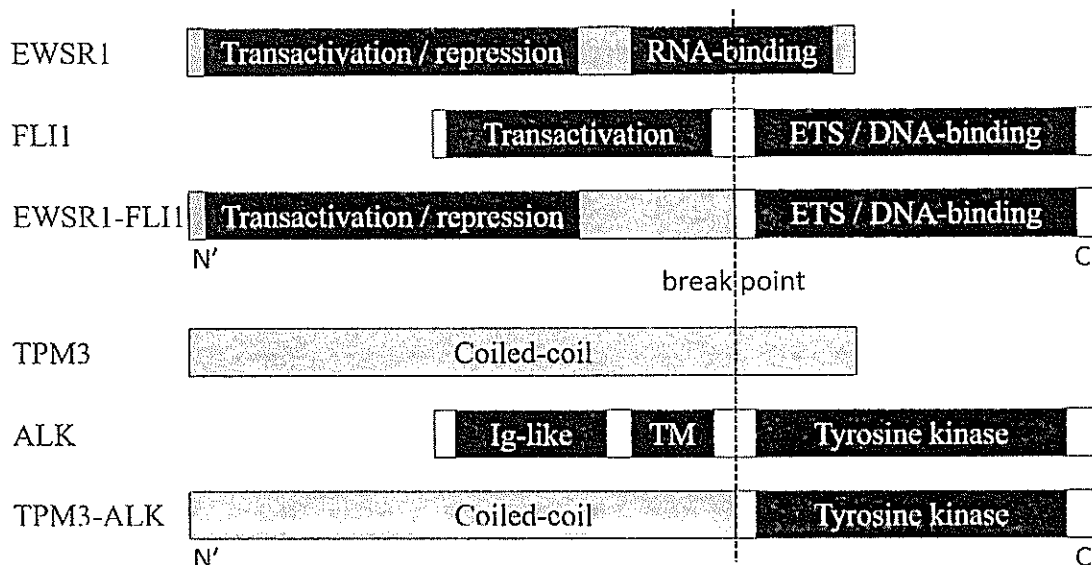 EWSR1 Transactivation / repression RNA-binding
FLI1 Transactivation ETS / DNA-binding
EWSR1-FLI1 Transactivation / repression ETS / DNA-binding
N' C
break point
TPM3 Coiled-coil
ALK Ig-like TM Tyrosine kinase
TPM3-ALK Coiled-coil Tyrosine kinase
N' C